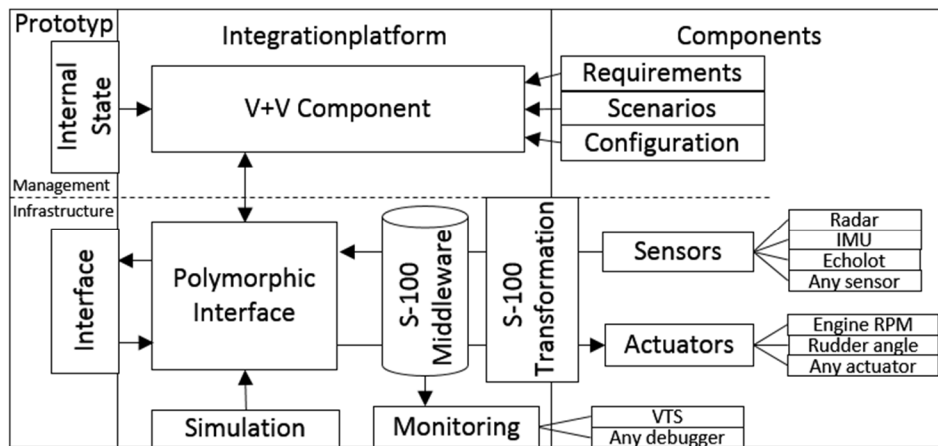 Prototyp
Integrationplatform
Components
Internal
State
V+V Component
Requirements
Scenarios
Configuration
Management
Infrastructure
Interface
Polymorphic
Interface
S-100
Middleware
S-100
Transformation
Sensors
Radar
IMU
Echolot
Any sensor
Actuators
Engine RPM
Rudder angle
Any actuator
Simulation
Monitoring
VTS
Any debugger